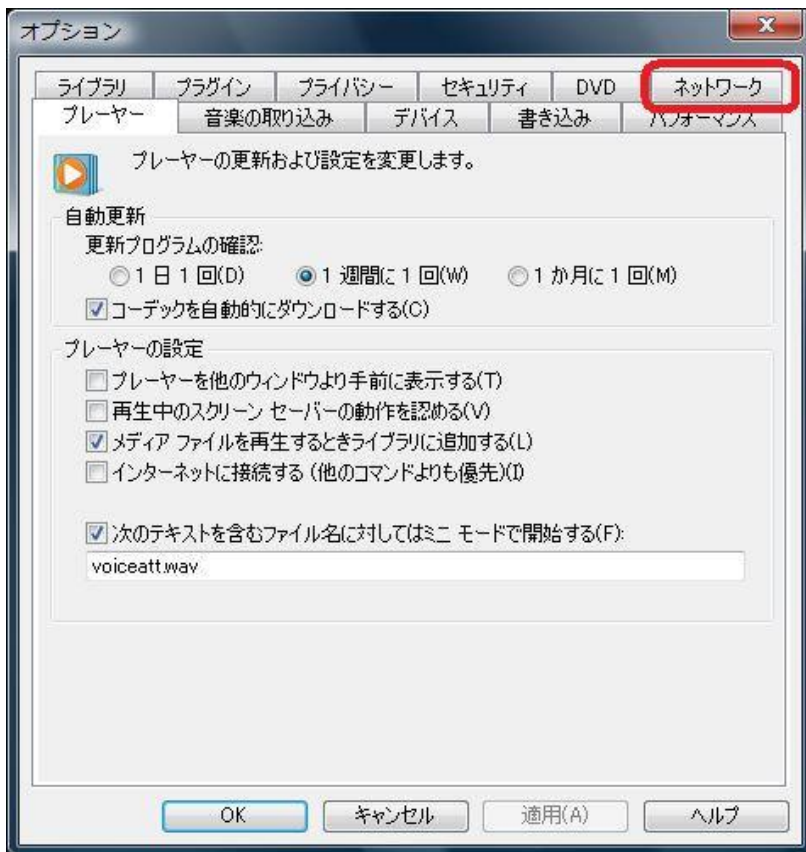 オプション
ライブラリ プラグイン プライバシー セキュリティ DVD ネットワーク
プレーヤー 音楽の取り込み デバイス 書き込み パフォーマンス
プレーヤーの更新および設定を変更します。
自動更新
更新プログラムの確認:
1 日 1 回(D) 1 週間に 1 回(W) 1 か月に 1 回(M)
コーデックを自動的にダウンロードする(C)
プレーヤーの設定
プレーヤーを他のウィンドウより手前に表示する(T)
再生中のスクリーン セーバーの動作を認める(V)
メディア ファイルを再生するときライブラリに追加する(L)
インターネットに接続する (他のコマンドよりも優先)(I)
次のテキストを含むファイル名に対してはミニ モードで開始する(F):
voiceatt.wav
OK キャンセル 適用(A) ヘルプ